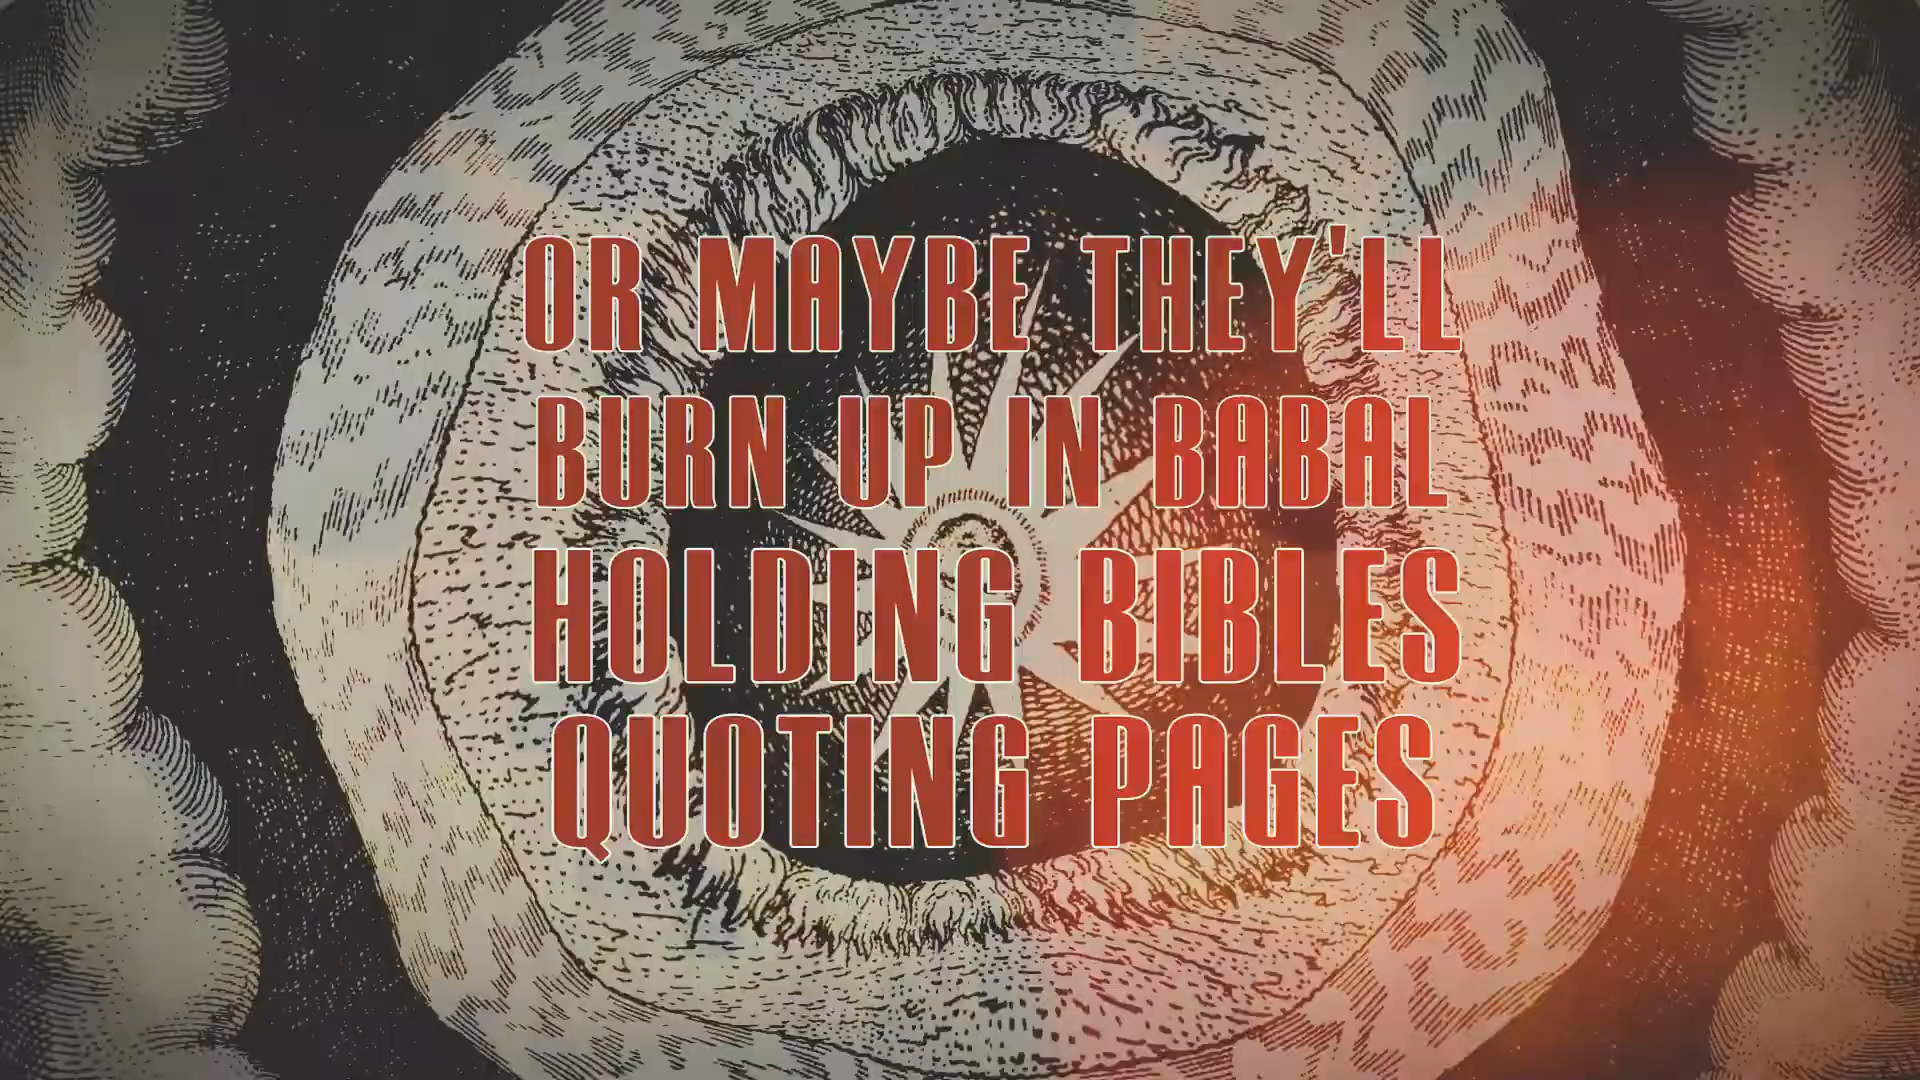 OR MAYBE THEY'LL
BURN UP IN BABAL
HOLDING BIBLES
QUOTING PAGES